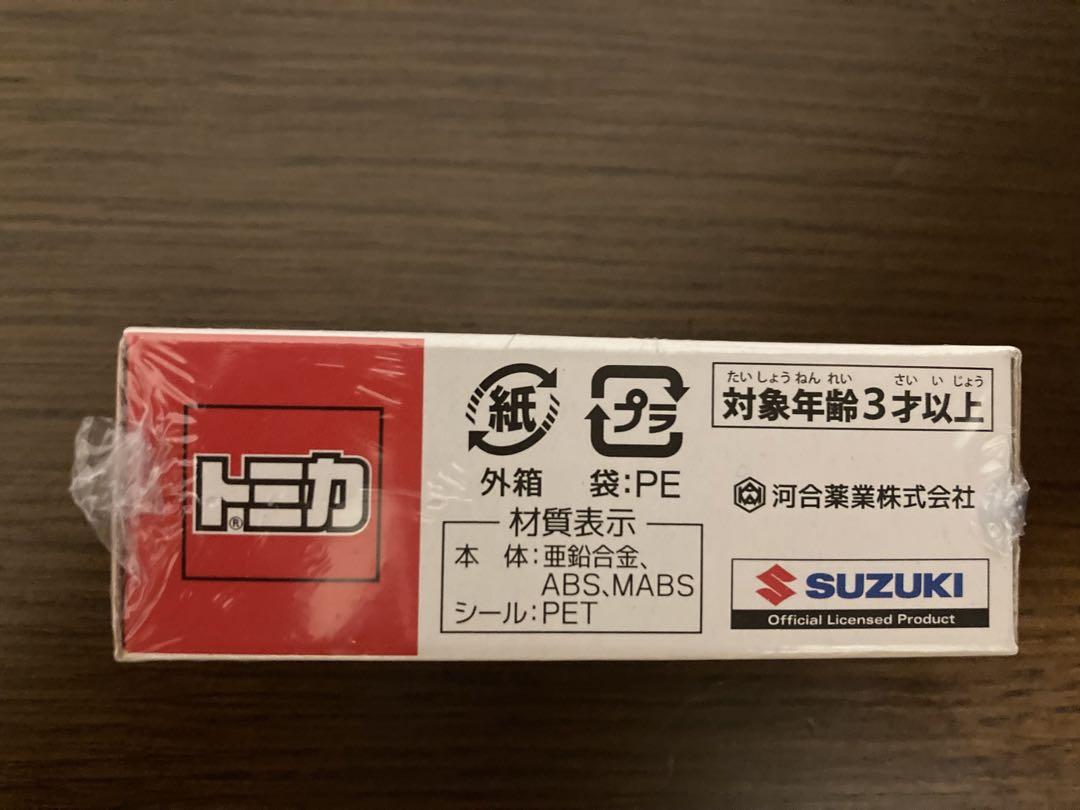 トミカ
®
紙
外箱
プラ
袋:PE
材質表示
本 体:亜鉛合金、
ABS、MABS
シール:PET
たいしょうねんれい さいいじょう
対象年齢3才以上
河合薬業株式会社
SUZUKI
Official Licensed Product